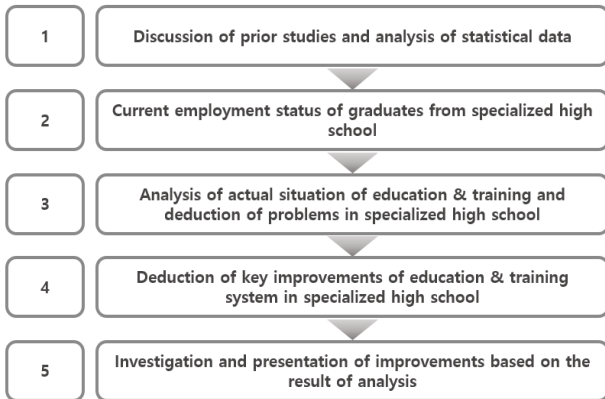 1
Discussion of prior studies and analysis of statistical data
2
Current employment status of graduates from specialized high
school
3
Analysis of actual situation of education & training and
deduction of problems in specialized high school
4
Deduction of key improvements of education & training
system in specialized high school
5
Investigation and presentation of improvements based on the
result of analysis